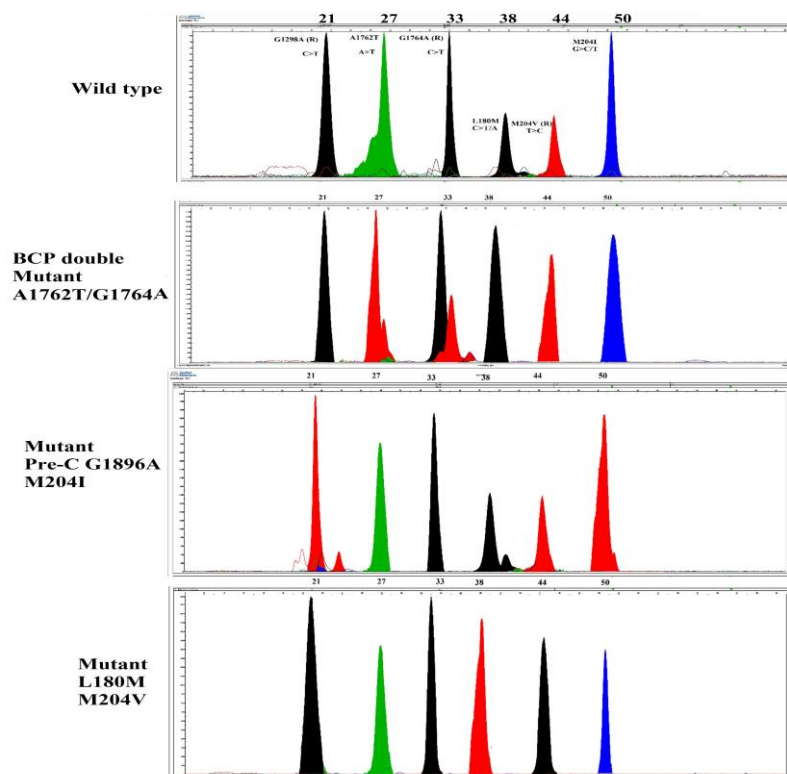 21 27 33 38 44 50
G1298A (R) A1762T G1764A (R) M204I
C>T A>T C>T G>C/T
Wild type
L180M M204V (R)
C>T/A T>C
21 27 33 38 44 50
BCP double
Mutant
A1762T/G1764A
21 27 33 38 44 50
Mutant
Pre-C G1896A
M204I
21 27 33 38 44 50
Mutant
L180M
M204V